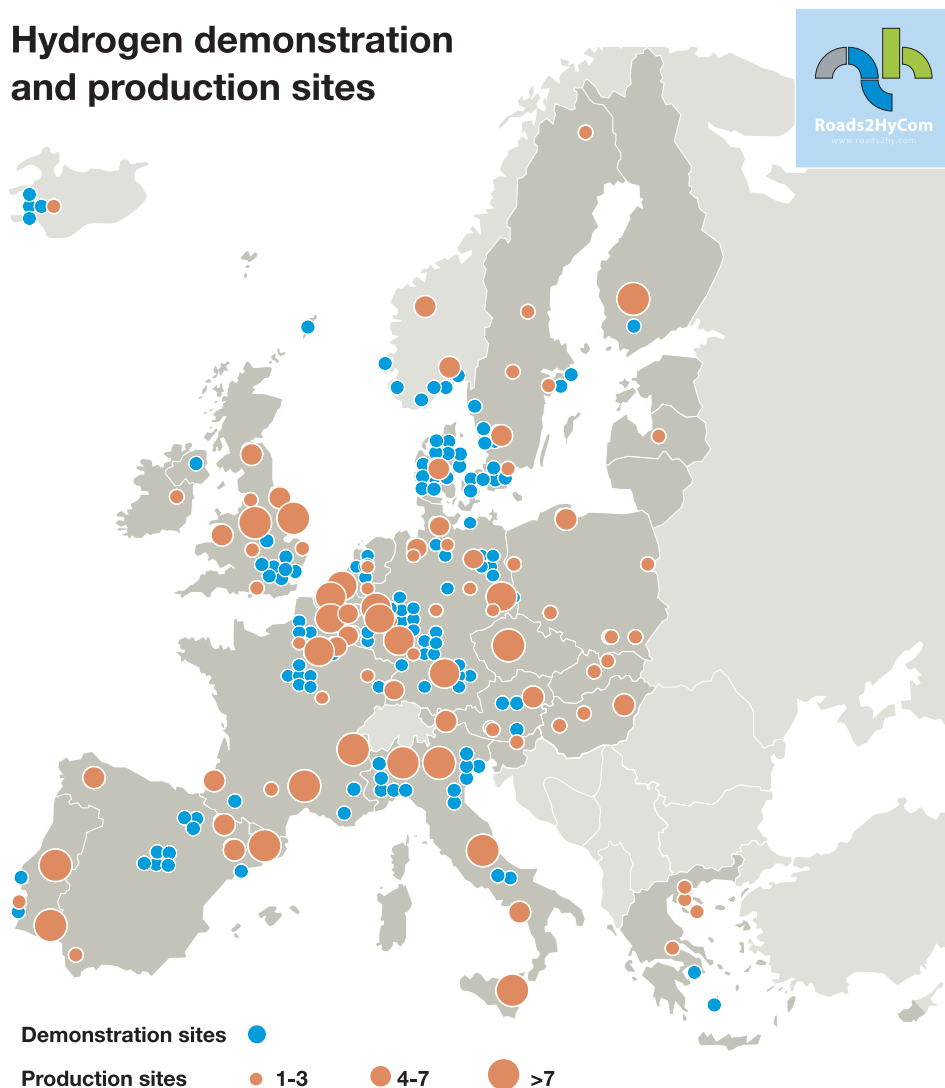 Hydrogen demonstration
and production sites
Roads2HyCom
www.roads2hy.com
Demonstration sites
Production sites 1-3 4-7 >7